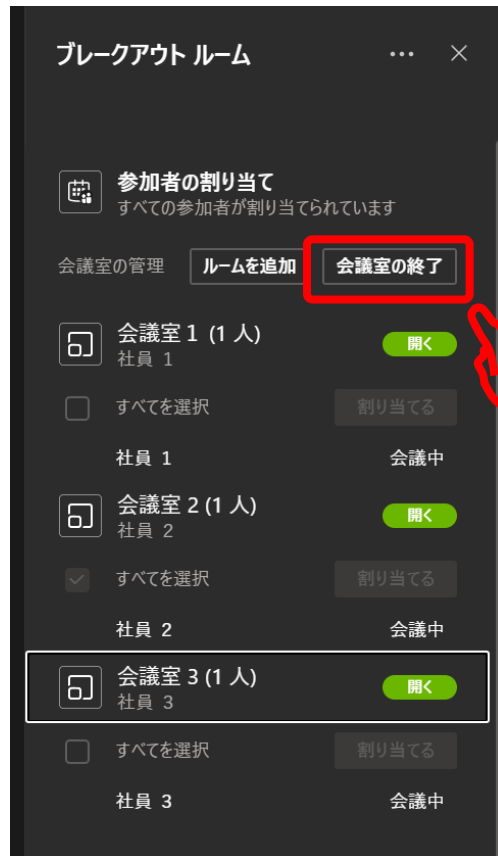 ブレークアウト ルーム
参加者の割り当て
すべての参加者が割り当てられています
会議室の管理 ルームを追加 会議室の終了
会議室１ (1 人) 開く
社員 1
すべてを選択 割り当てる
社員 1 会議中
会議室 2 (1 人) 開く
社員 2
すべてを選択 割り当てる
社員 2 会議中
会議室 3 (1 人) 開く
社員 3
すべてを選択 割り当てる
社員 3 会議中